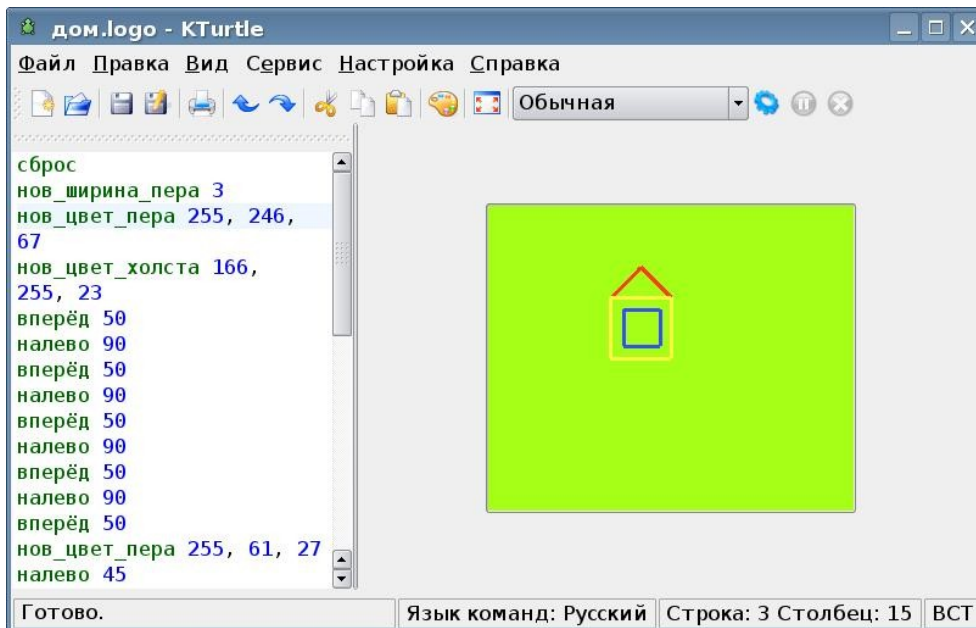 дом.logo - KTurtle
Файл Правка Вид Сервис Настройка Справка
Обычная
сброс
нов_ширина_пера 3
нов_цвет_пера 255, 246,
67
нов_цвет_холста 166,
255, 23
вперёд 50
налево 90
вперёд 50
налево 90
вперёд 50
налево 90
вперёд 50
налево 90
вперёд 50
нов_цвет_пера 255, 61, 27
налево 45
Готово.
Язык команд: Русский
Строка: 3 Столбец: 15
ВСТ